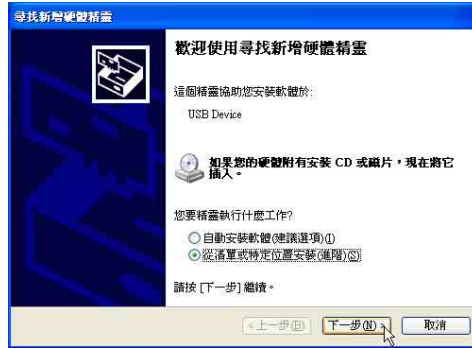 尋找新增硬體精靈
歡迎使用尋找新增硬體精靈
這個精靈協助您安裝軟體於:
USB Device
如果您的硬體附有安裝 CD 或磁片，現在將它
插入。
您要精靈執行什麼工作?
自動安裝軟體(建議選項)(I)
從清單或特定位置安裝(進階)(S)
請按 [下一步] 繼續。
<上一步(B) 下一步(N)> 取消